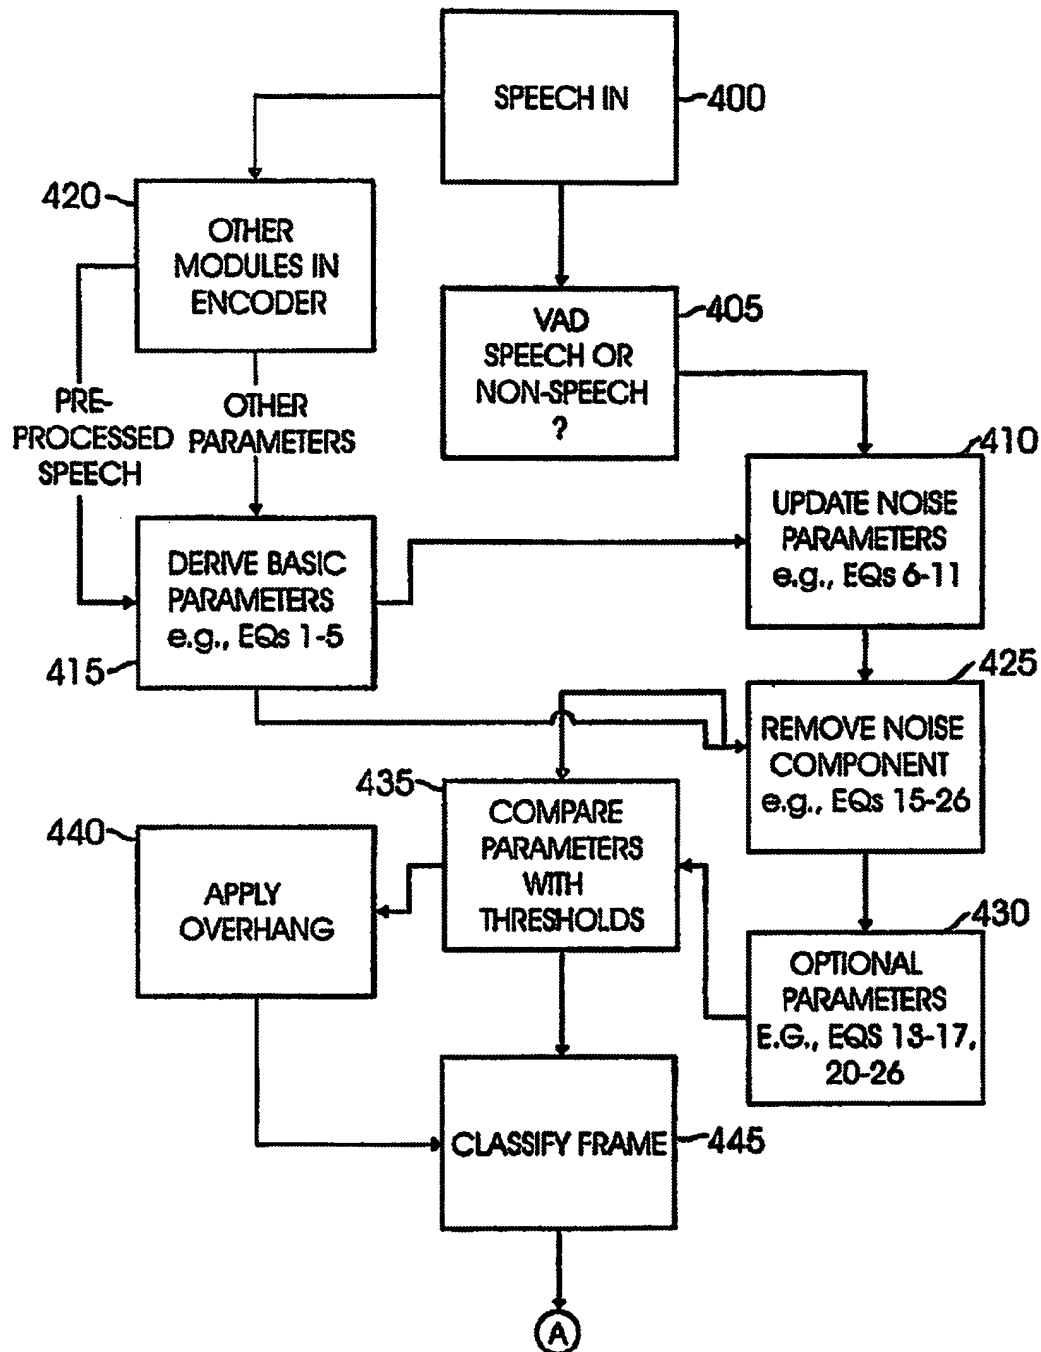 SPEECH IN
400
420
OTHER
MODULES IN
ENCODER
VAD
SPEECH OR
NON-SPEECH
?
405
PRE-
PROCESSED
SPEECH
OTHER
PARAMETERS
410
UPDATE NOISE
PARAMETERS
e.g., EQs 6-11
DERIVE BASIC
PARAMETERS
e.g., EQs 1-5
415
425
REMOVE NOISE
COMPONENT
e.g., EQs 15-26
435
COMPARE
PARAMETERS
WITH
THRESHOLDS
440
APPLY
OVERHANG
430
OPTIONAL
PARAMETERS
E.G., EQS 13-17,
20-26
CLASSIFY FRAME
445
A